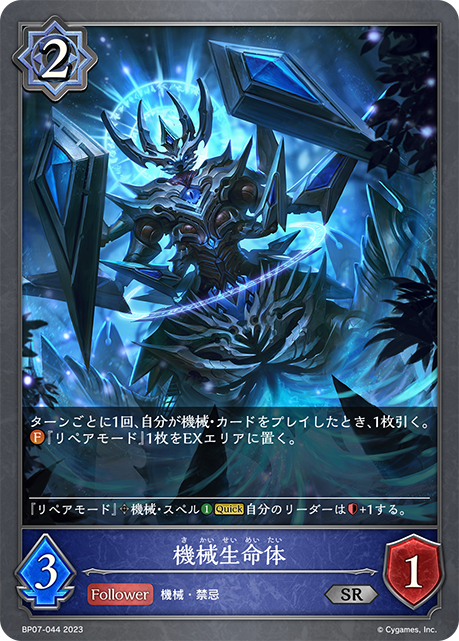 2
ターンごとに1回、自分が機械・カードをプレイしたとき、1枚引く。
F『リペアモード』1枚をEXエリアに置く。
『リペアモード』機械・スペル1 Quick 自分のリーダーは+1する。
きかいせいめいたい
機械生命体
3
Follower 機械・禁忌
SR
1
BP07-044 2023
© Cygames, Inc.